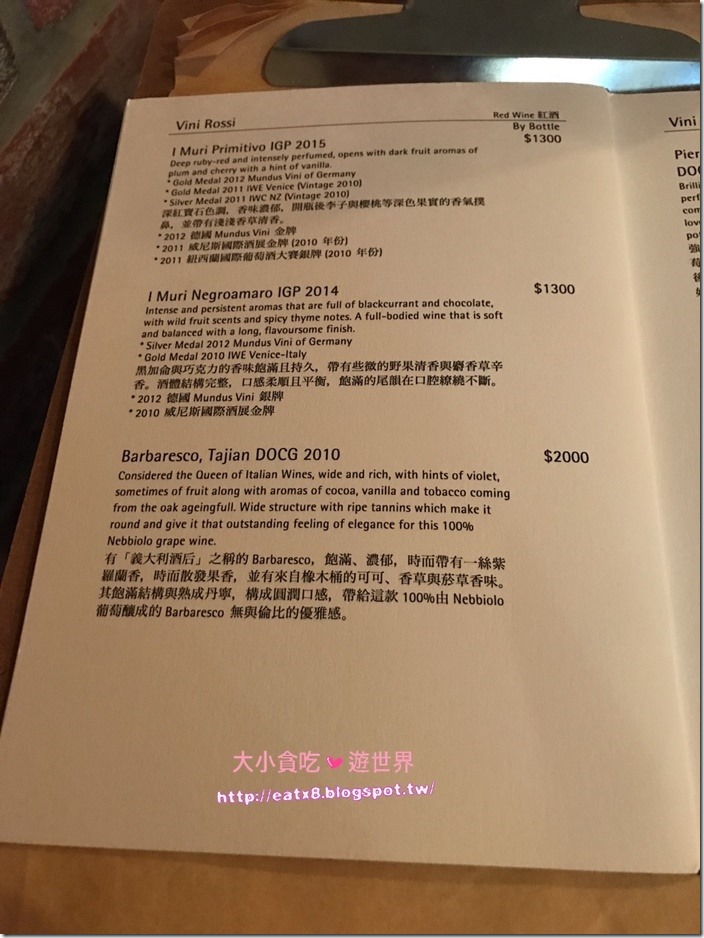 Vini Rossi
Red Wine 紅酒
By Bottle
I Muri Primitivo IGP 2015
$1300
Deep ruby-red and intensely perfumed, opens with dark fruit aromas of
plum and cherry with a hint of vanilla.
* Gold Medal 2012 Mundus Vini of Germany
* Gold Medal 2011 IWE Venice (Vintage 2010)
* Silver Medal 2011 IWC NZ (Vintage 2010)
深紅寶石色調，香味濃郁，開瓶後李子與櫻桃等深色果實的香氣撲
鼻，並帶有淺淺香草清香。
* 2012 德國 Mundus Vini 金牌
* 2011 威尼斯國際酒展金牌 (2010 年份)
* 2011 紐西蘭國際葡萄酒大賽銀牌 (2010 年份)
I Muri Negroamaro IGP 2014
$1300
Intense and persistent aromas that are full of blackcurrant and chocolate,
with wild fruit scents and spicy thyme notes. A full-bodied wine that is soft
and balanced with a long, flavoursome finish.
* Silver Medal 2012 Mundus Vini of Germany
* Gold Medal 2010 IWE Venice-Italy
黑加侖與巧克力的香味飽滿且持久，帶有些微的野果清香與麝香草辛
香。酒體結構完整，口感柔順且平衡，飽滿的尾韻在口腔繚繞不斷。
* 2012 德國 Mundus Vini 銀牌
* 2010 威尼斯國際酒展金牌
Barbaresco, Tajian DOCG 2010
$2000
Considered the Queen of Italian Wines, wide and rich, with hints of violet,
sometimes of fruit along with aromas of cocoa, vanilla and tobacco coming
from the oak ageingfull. Wide structure with ripe tannins which make it
round and give it that outstanding feeling of elegance for this 100%
Nebbiolo grape wine.
有「義大利酒后」之稱的 Barbaresco，飽滿、濃郁，時而帶有一絲紫
羅蘭香，時而散發果香，並有來自橡木桶的可可、香草與菸草香味。
其飽滿結構與熟成丹寧，構成圓潤口感，帶給這款 100%由 Nebbiolo
葡萄釀成的 Barbaresco 無與倫比的優雅感。
Vini
Pier
DOC
Brilli
perf
com
love
pot
強
大小貪吃 遊世界
http://eatx8.blogspot.tw/